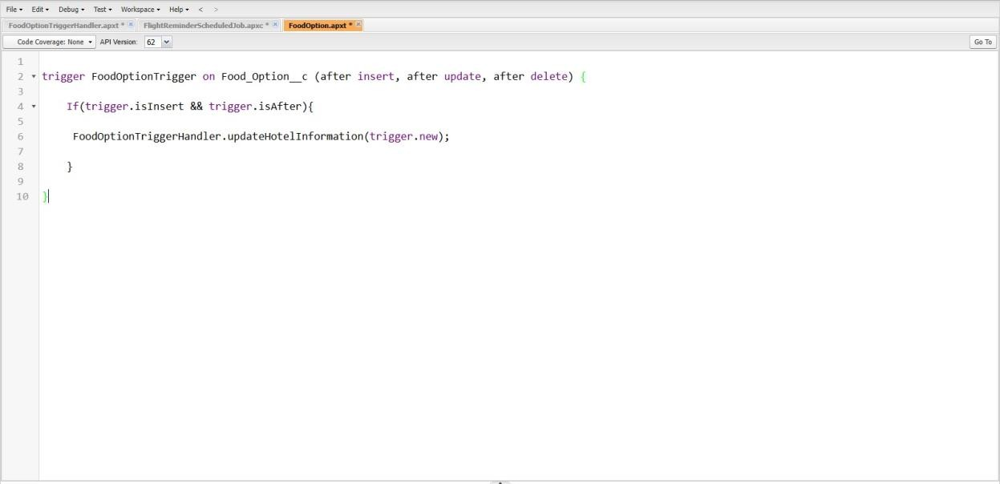 File Edit Debug Test Workspace Help < >
FoodOptionTriggerHandler.apxt * FlightReminderScheduledJob.apxc * FoodOption.apxt *
Code Coverage: None API Version: 62 Go To
1
2 trigger FoodOptionTrigger on Food_Option__c (after insert, after update, after delete) {
3
4 If(trigger.isInsert && trigger.isAfter){
5
6 FoodOptionTriggerHandler.updateHotelInformation(trigger.new);
7
8 }
9
10 }